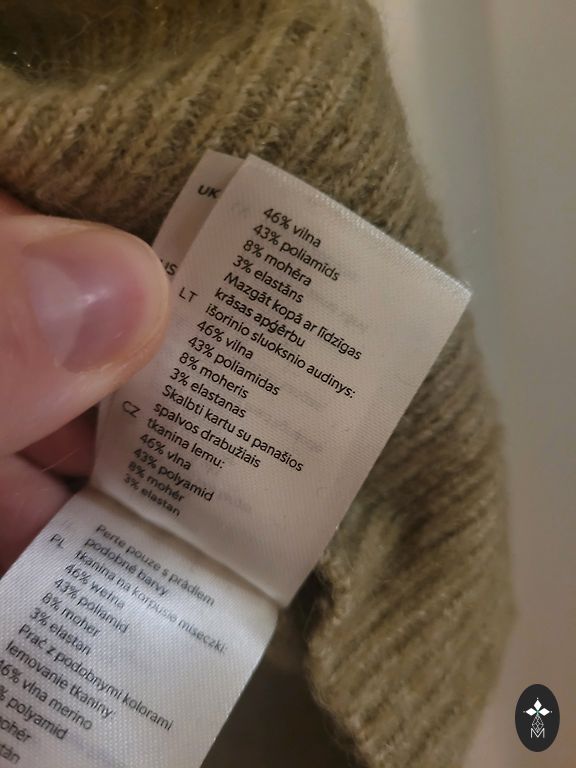 UK
46% vilna
43% poliamīds
8% mohēra
3% elastāns
Mazgāt kopā ar līdzīgas
krāsas apģērbu
US
LT
išorinio sluoksnio audinys:
46% vilna
43% poliamidas
8% moheris
3% elastanas
Skalbti kartu su panašios
spalvos drabužiais
CZ
tkanina lemu:
46% vlna
43% polyamid
8% mohér
3% elastan
Perte pouze s prádlem
podobné barvy
PL
tkanina na korpusie miseczki:
46% wełna
43% poliamid
8% moher
3% elastan
Prać z podobnymi kolorami
lemovanie tkaniny:
46% vlna merino
% polyamid
mohér
stán
M